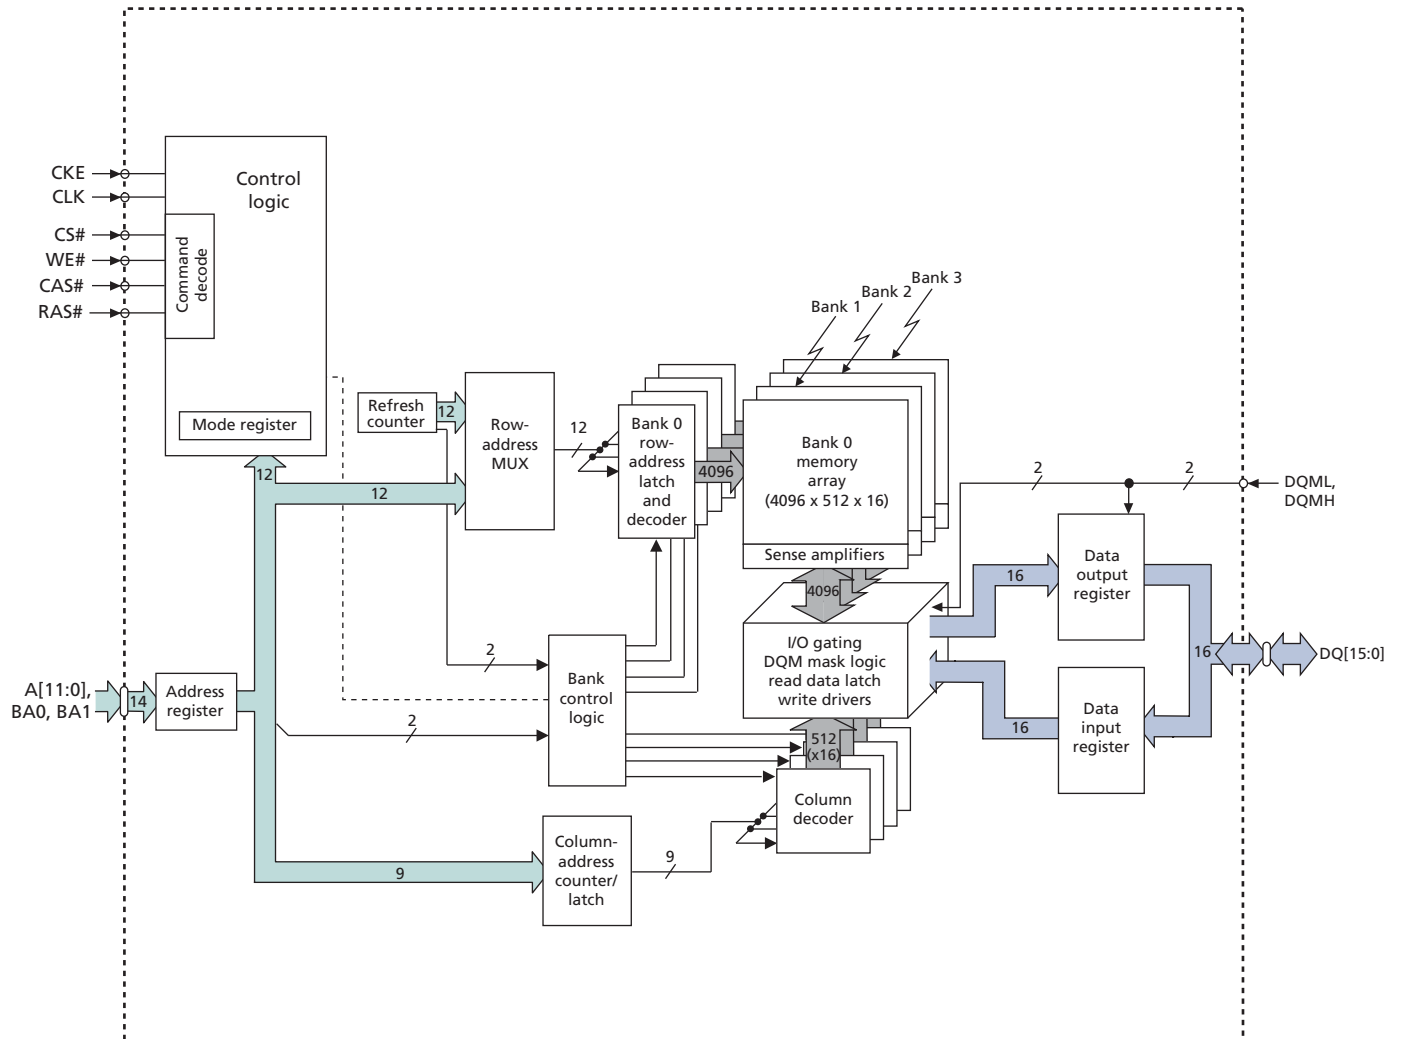 CKE
CLK
CS#
WE#
CAS#
RAS#
Control
logic
Command
decode
Mode register
Refresh
counter
12
Row-
address
MUX
12
12
12
Bank 0
row-
address
latch
and
decoder
4096
Bank 1
Bank 2
Bank 3
Bank 0
memory
array
(4096 x 512 x 16)
Sense amplifiers
4096
I/O gating
DQM mask logic
read data latch
write drivers
2
2
DQML,
DQMH
16
Data
output
register
16
DQ[15:0]
16
Data
input
register
A[11:0],
BA0, BA1
14
Address
register
2
2
Bank
control
logic
512
(x16)
Column
decoder
9
Column-
address
counter/
latch
9